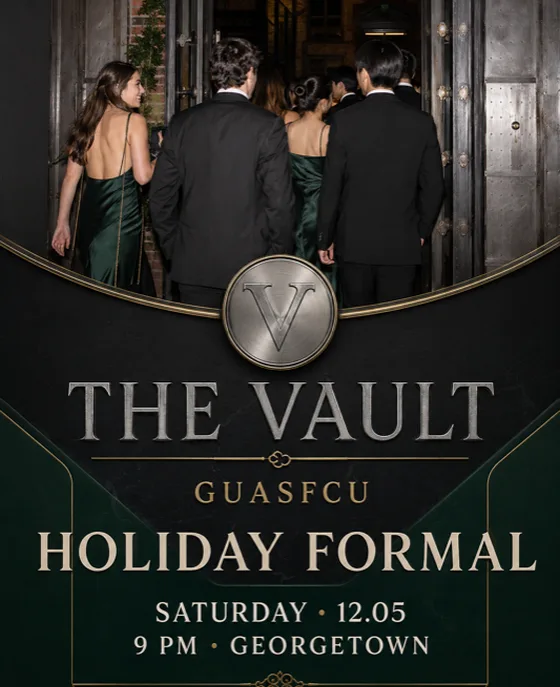 V
THE VAULT
GUASFCU
HOLIDAY FORMAL
SATURDAY • 12.05
9 PM • GEORGETOWN